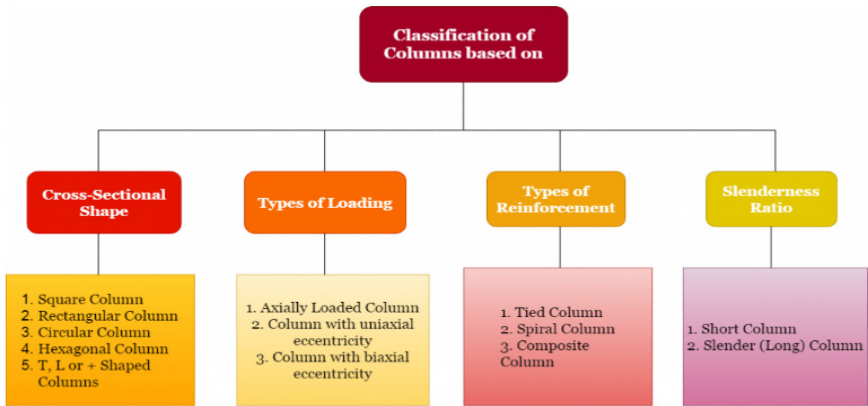 Classification of
Columns based on
Cross-Sectional
Shape
Types of Loading
Types of
Reinforcement
Slenderness
Ratio
1. Square Column
2. Rectangular Column
3. Circular Column
4. Hexagonal Column
5. T, L or + Shaped
Columns
1. Axially Loaded Column
2. Column with uniaxial
eccentricity
3. Column with biaxial
eccentricity
1. Tied Column
2. Spiral Column
3. Composite
Column
1. Short Column
2. Slender (Long) Column